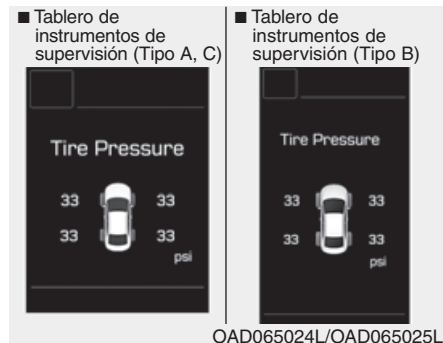 ■ Tablero de
instrumentos de
supervisión (Tipo A, C)
Tire Pressure
33 33
33 33
psi
■ Tablero de
instrumentos de
supervisión (Tipo B)
Tire Pressure
33 33
33 33
psi
OAD065024L/OAD065025L